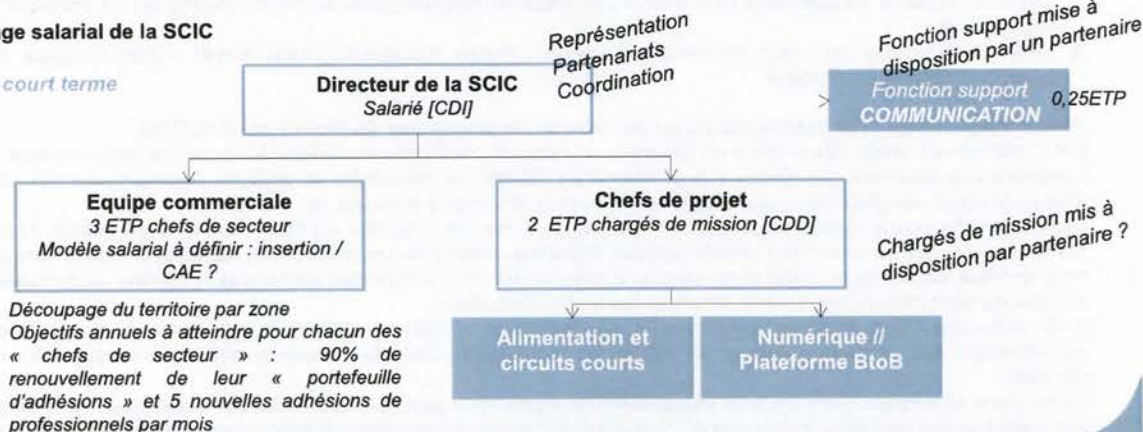 ge salarial de la SCIC
court terme
Directeur de la SCIC
Salarié [CDI]
Représentation
Partenariats
Coordination
Fonction support mise à
disposition par un partenaire
Fonction support
COMMUNICATION
0,25ETP
Equipe commerciale
3 ETP chefs de secteur
Modèle salarial à définir : insertion /
CAE ?
Chefs de projet
2 ETP chargés de mission [CDD]
Chargés de mission mis à
disposition par partenaire ?
Découpage du territoire par zone
Objectifs annuels à atteindre pour chacun des
« chefs de secteur » : 90% de
renouvellement de leur « portefeuille
d'adhésions » et 5 nouvelles adhésions de
professionnels par mois
Alimentation et
circuits courts
Numérique //
Plateforme BtoB